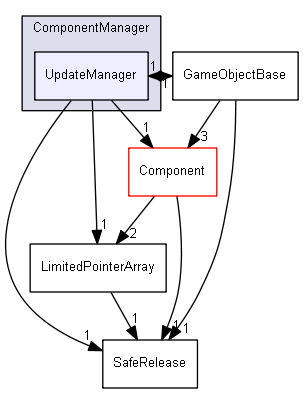 ComponentManager
UpdateManager
1
1
GameObjectBase
1
3
Component
1
2
LimitedPointerArray
1
1
1
1
SafeRelease